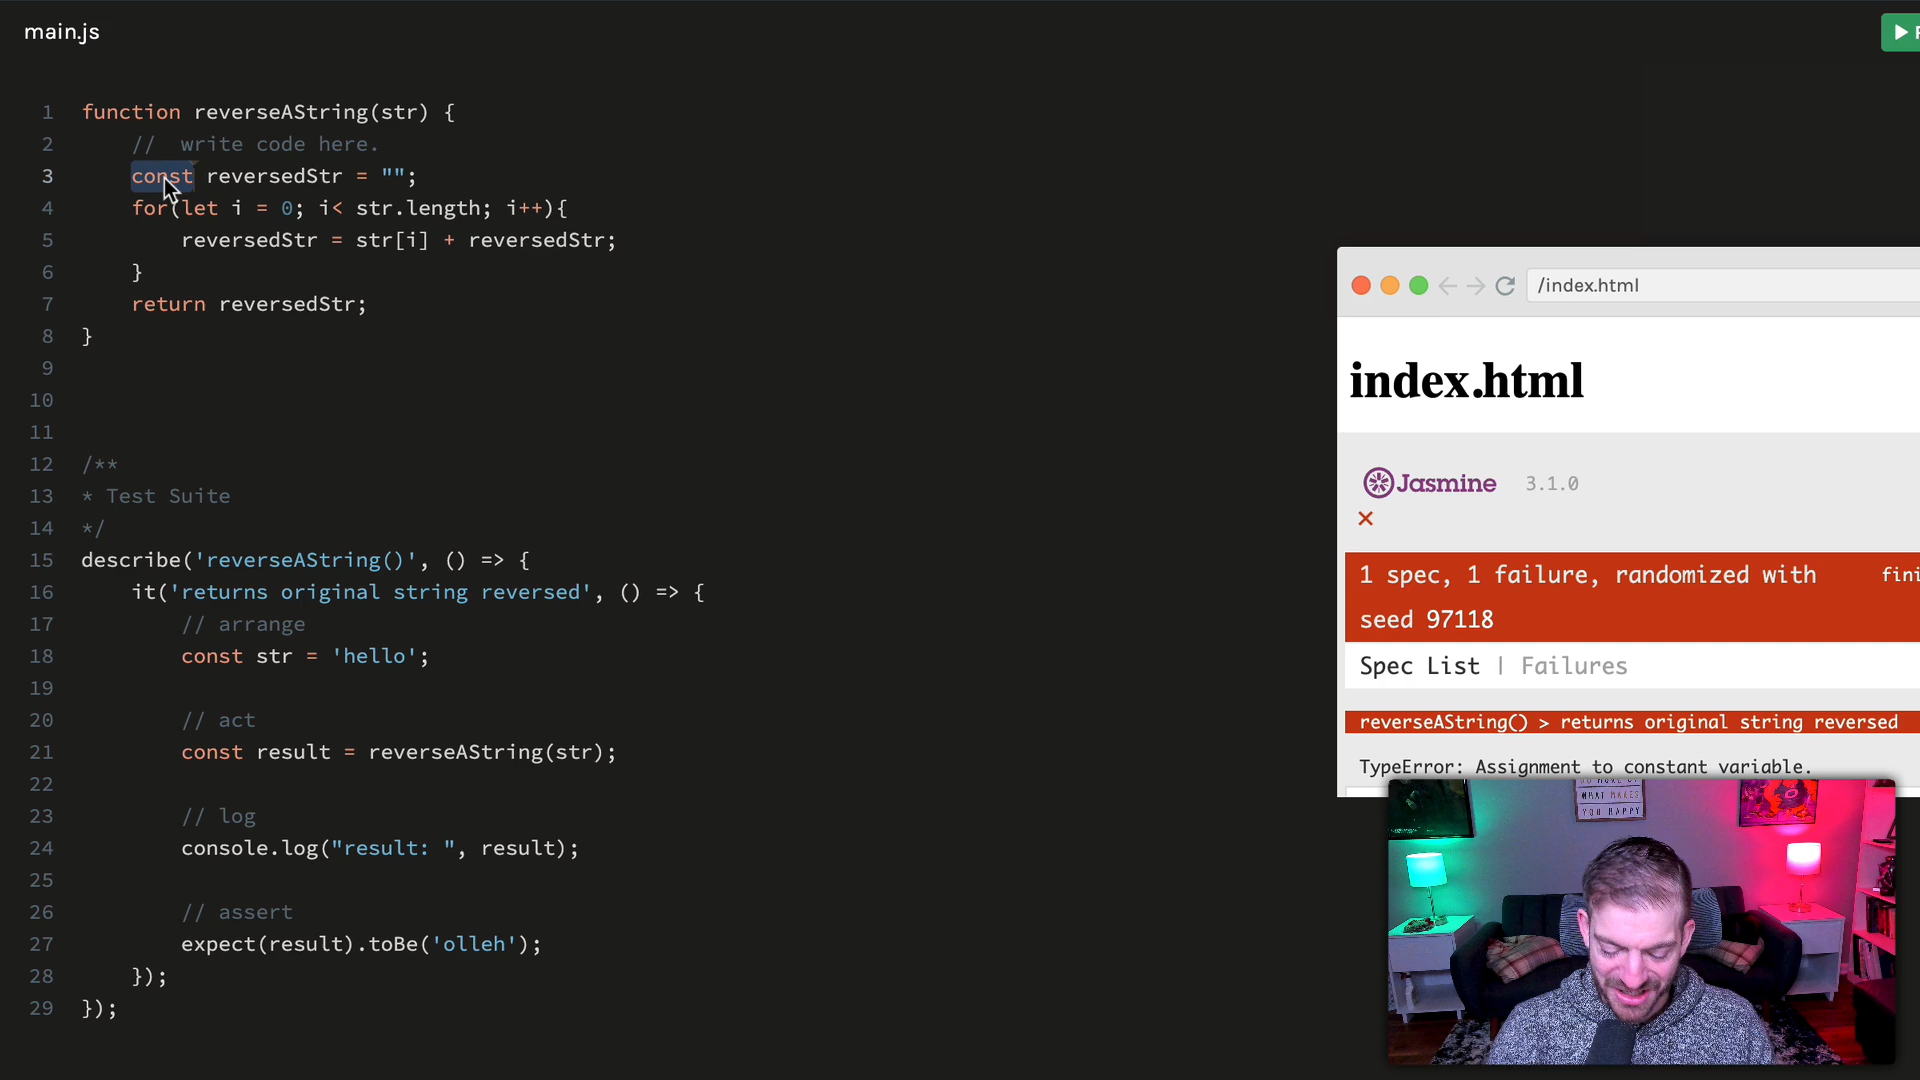 main.js
1 function reverseAString(str) {
2 // write code here.
3 const reversedStr = "";
4 for(let i = 0; i< str.length; i++){
5 reversedStr = str[i] + reversedStr;
6 }
7 return reversedStr;
8 }
9
10
11
12 /**
13 * Test Suite
14 */
15 describe('reverseAString()', () => {
16 it('returns original string reversed', () => {
17 // arrange
18 const str = 'hello';
19
20 // act
21 const result = reverseAString(str);
22
23 // log
24 console.log("result: ", result);
25
26 // assert
27 expect(result).toBe('olleh');
28 });
29 });
/index.html
index.html
Jasmine 3.1.0
×
1 spec, 1 failure, randomized with
seed 97118
fini
Spec List | Failures
reverseAString() > returns original string reversed
TypeError: Assignment to constant variable.
WHAT MAKES
YOU HAPPY